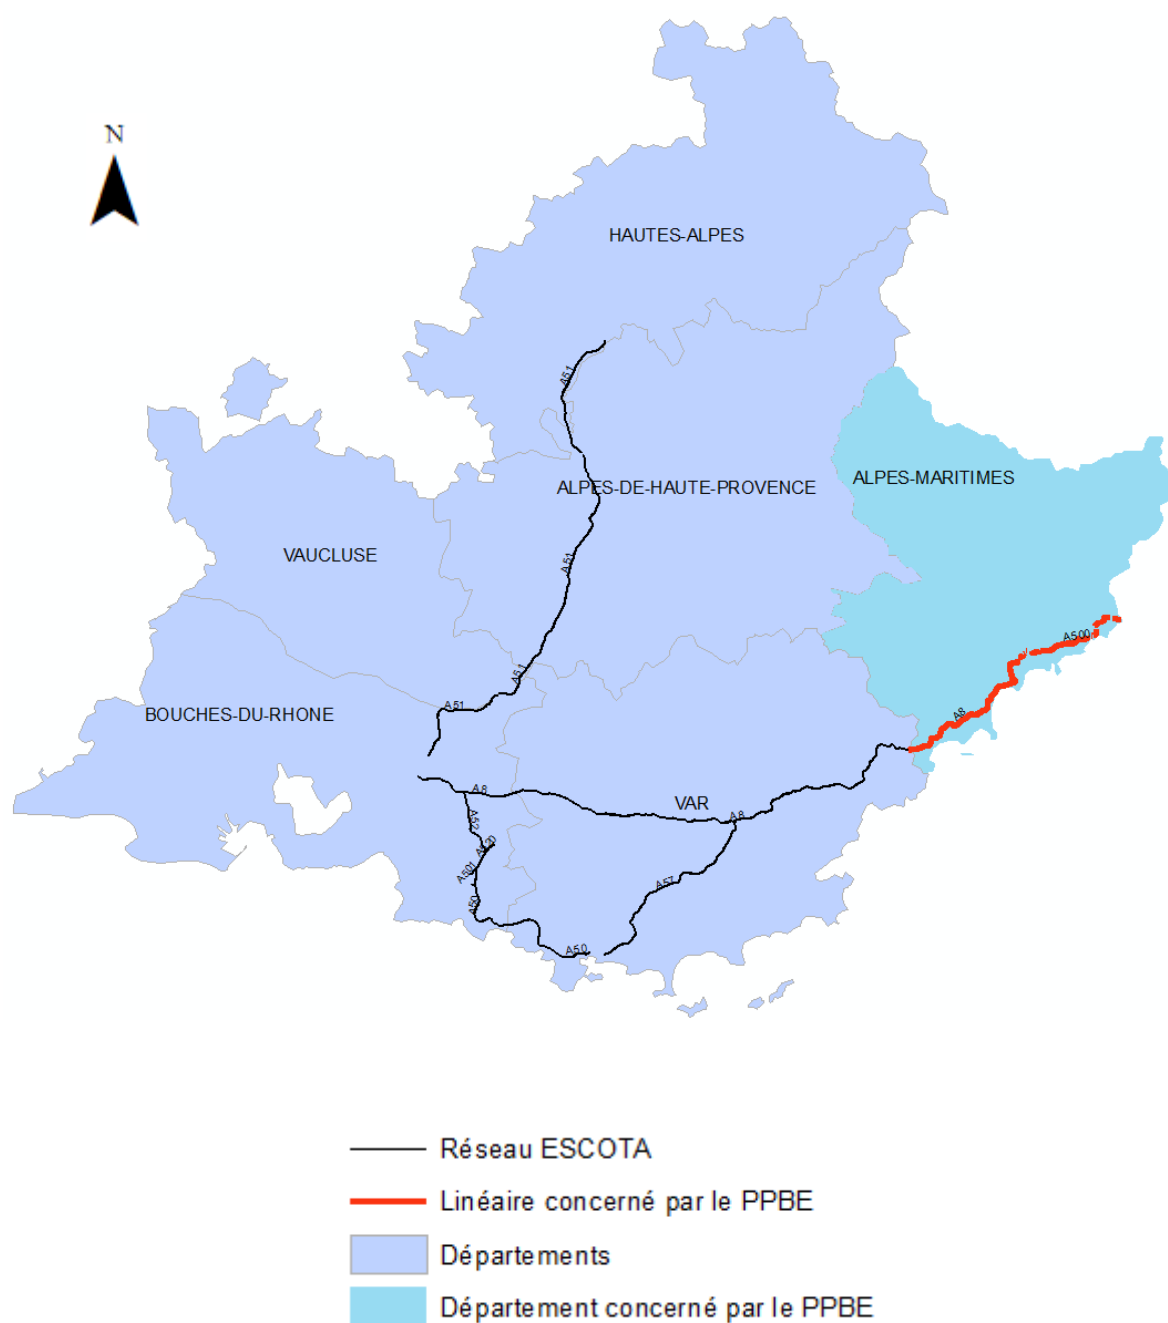 N
HAUTES-ALPES
A51
ALPES-MARITIMES
ALPES-DE-HAUTE-PROVENCE
VAUCLUSE
A51
A500
A51
A51
BOUCHES-DU-RHONE
A8
A8
VAR
A8
A52
A501
A57
A50
A50
Réseau ESCOTA
Linéaire concerné par le PPBE
Départements
Département concerné par le PPBE